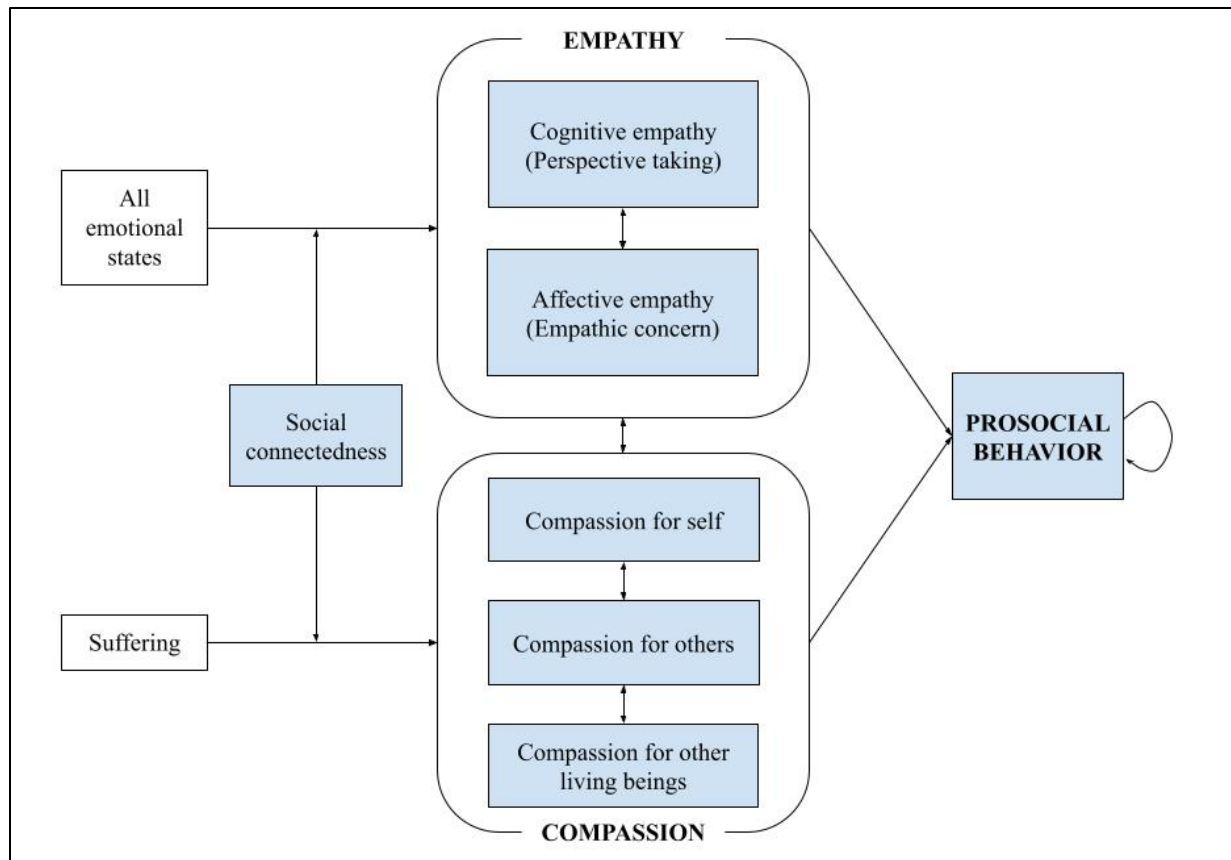 EMPATHY
Cognitive empathy
(Perspective taking)
All
emotional
states
Affective empathy
(Empathic concern)
Social
connectedness
PROSOCIAL
BEHAVIOR
Compassion for self
Suffering
Compassion for others
Compassion for other
living beings
COMPASSION